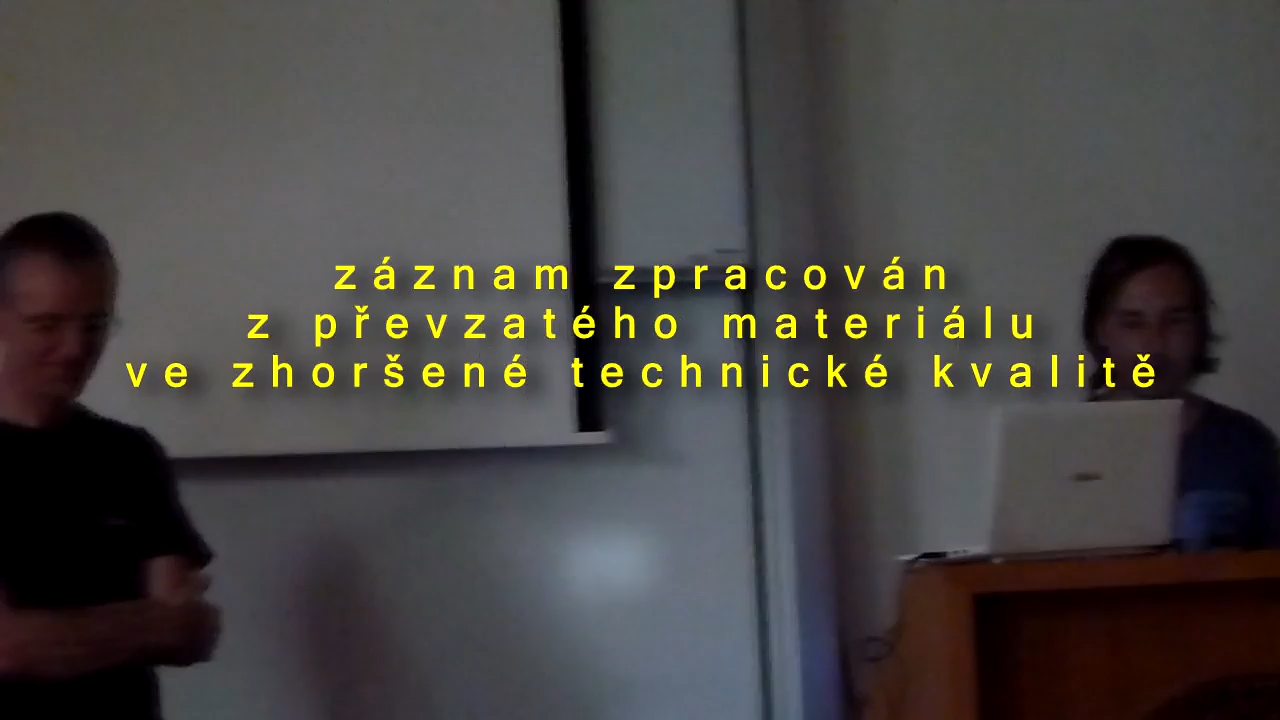 záznam zpracován
z převzatého materiálu
ve zhoršené technické kvalitě